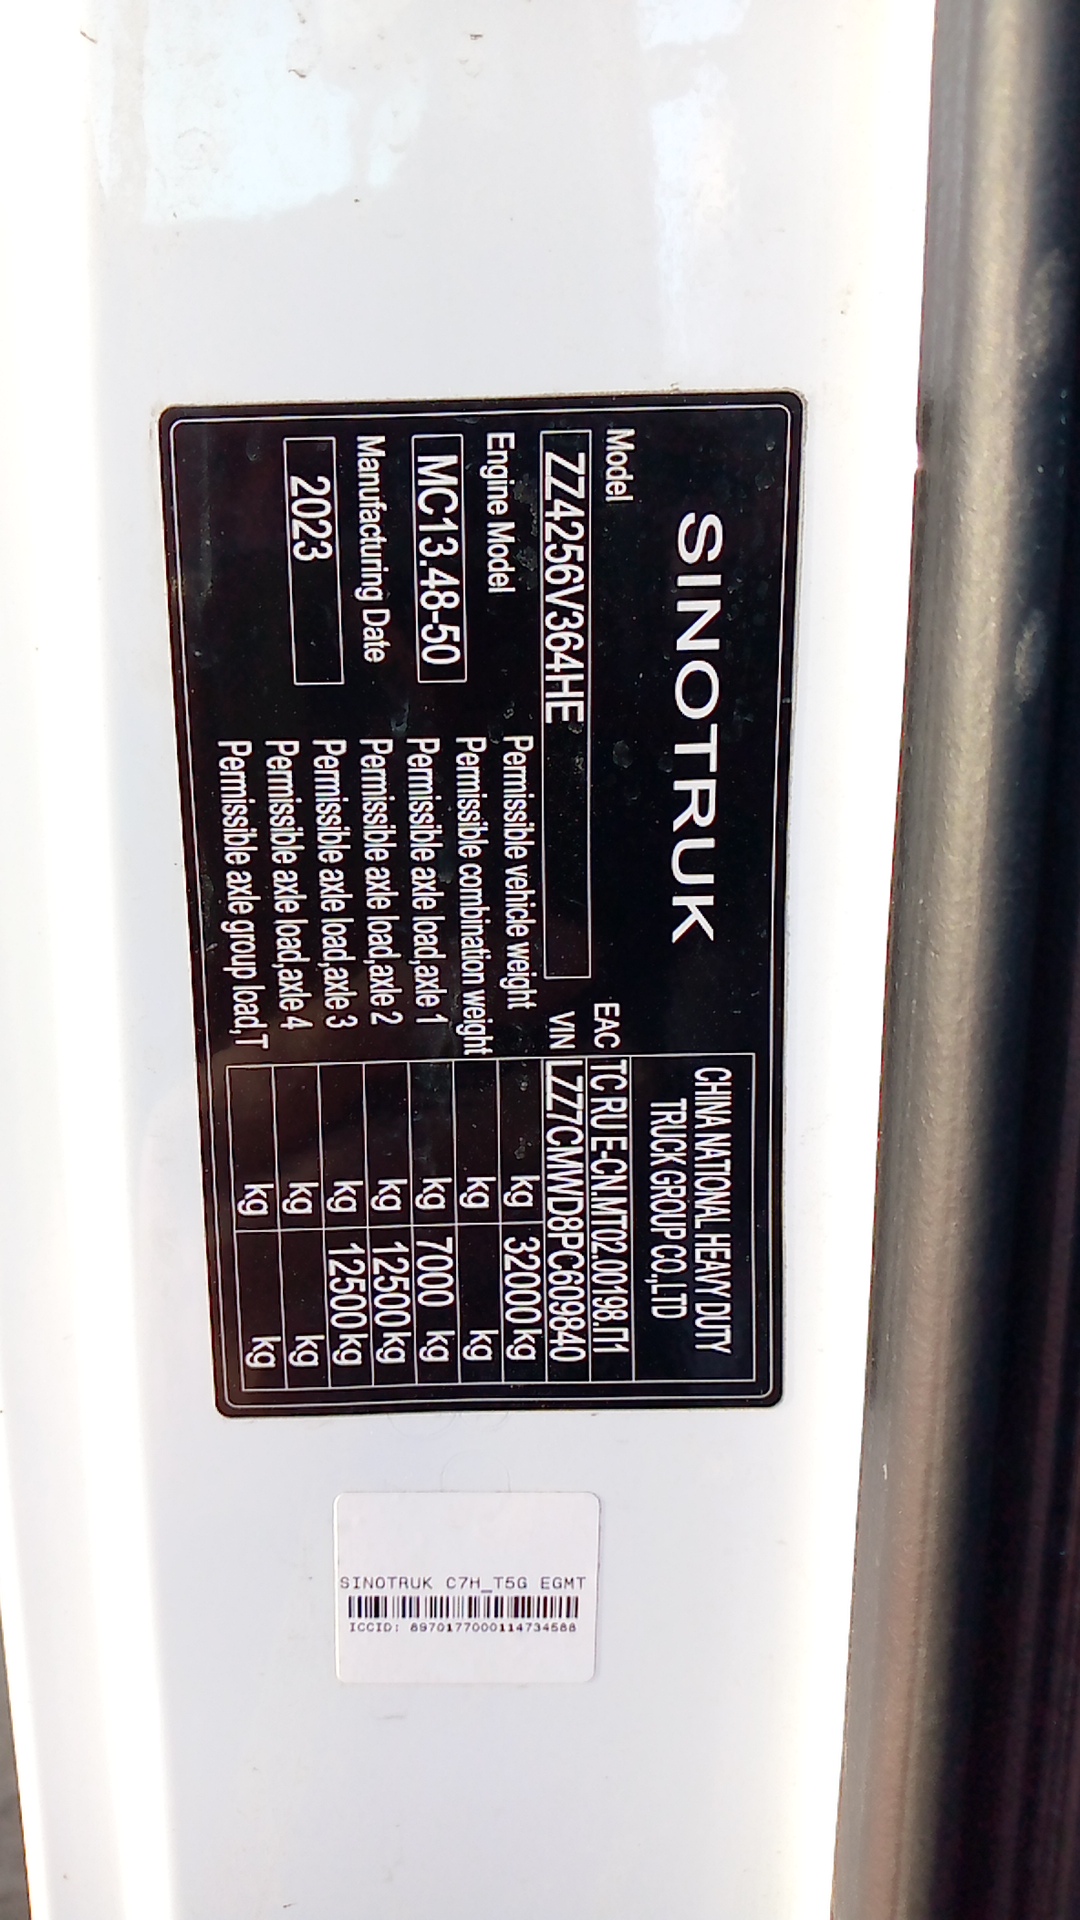 SINOTRUK
CHINA NATIONAL HEAVY DUTY
TRUCK GROUP CO.,LTD
Model
EAC TC RU E-CN.MT02.00198.П1
ZZ4256V364HE
VIN LZZ7CMWD8PC609840
Engine Model
MC13.48-50
Manufacturing Date
2023
Permissible vehicle weight kg 32000 kg
Permissible combination weight kg kg
Permissible axle load,axle 1 kg 7000 kg
Permissible axle load,axle 2 kg 12500 kg
Permissible axle load,axle 3 kg 12500 kg
Permissible axle load,axle 4 kg kg
Permissible axle group load,T kg kg
SINOTRUK C7H_T5G EGMT
ICCID: 8970177000114734588